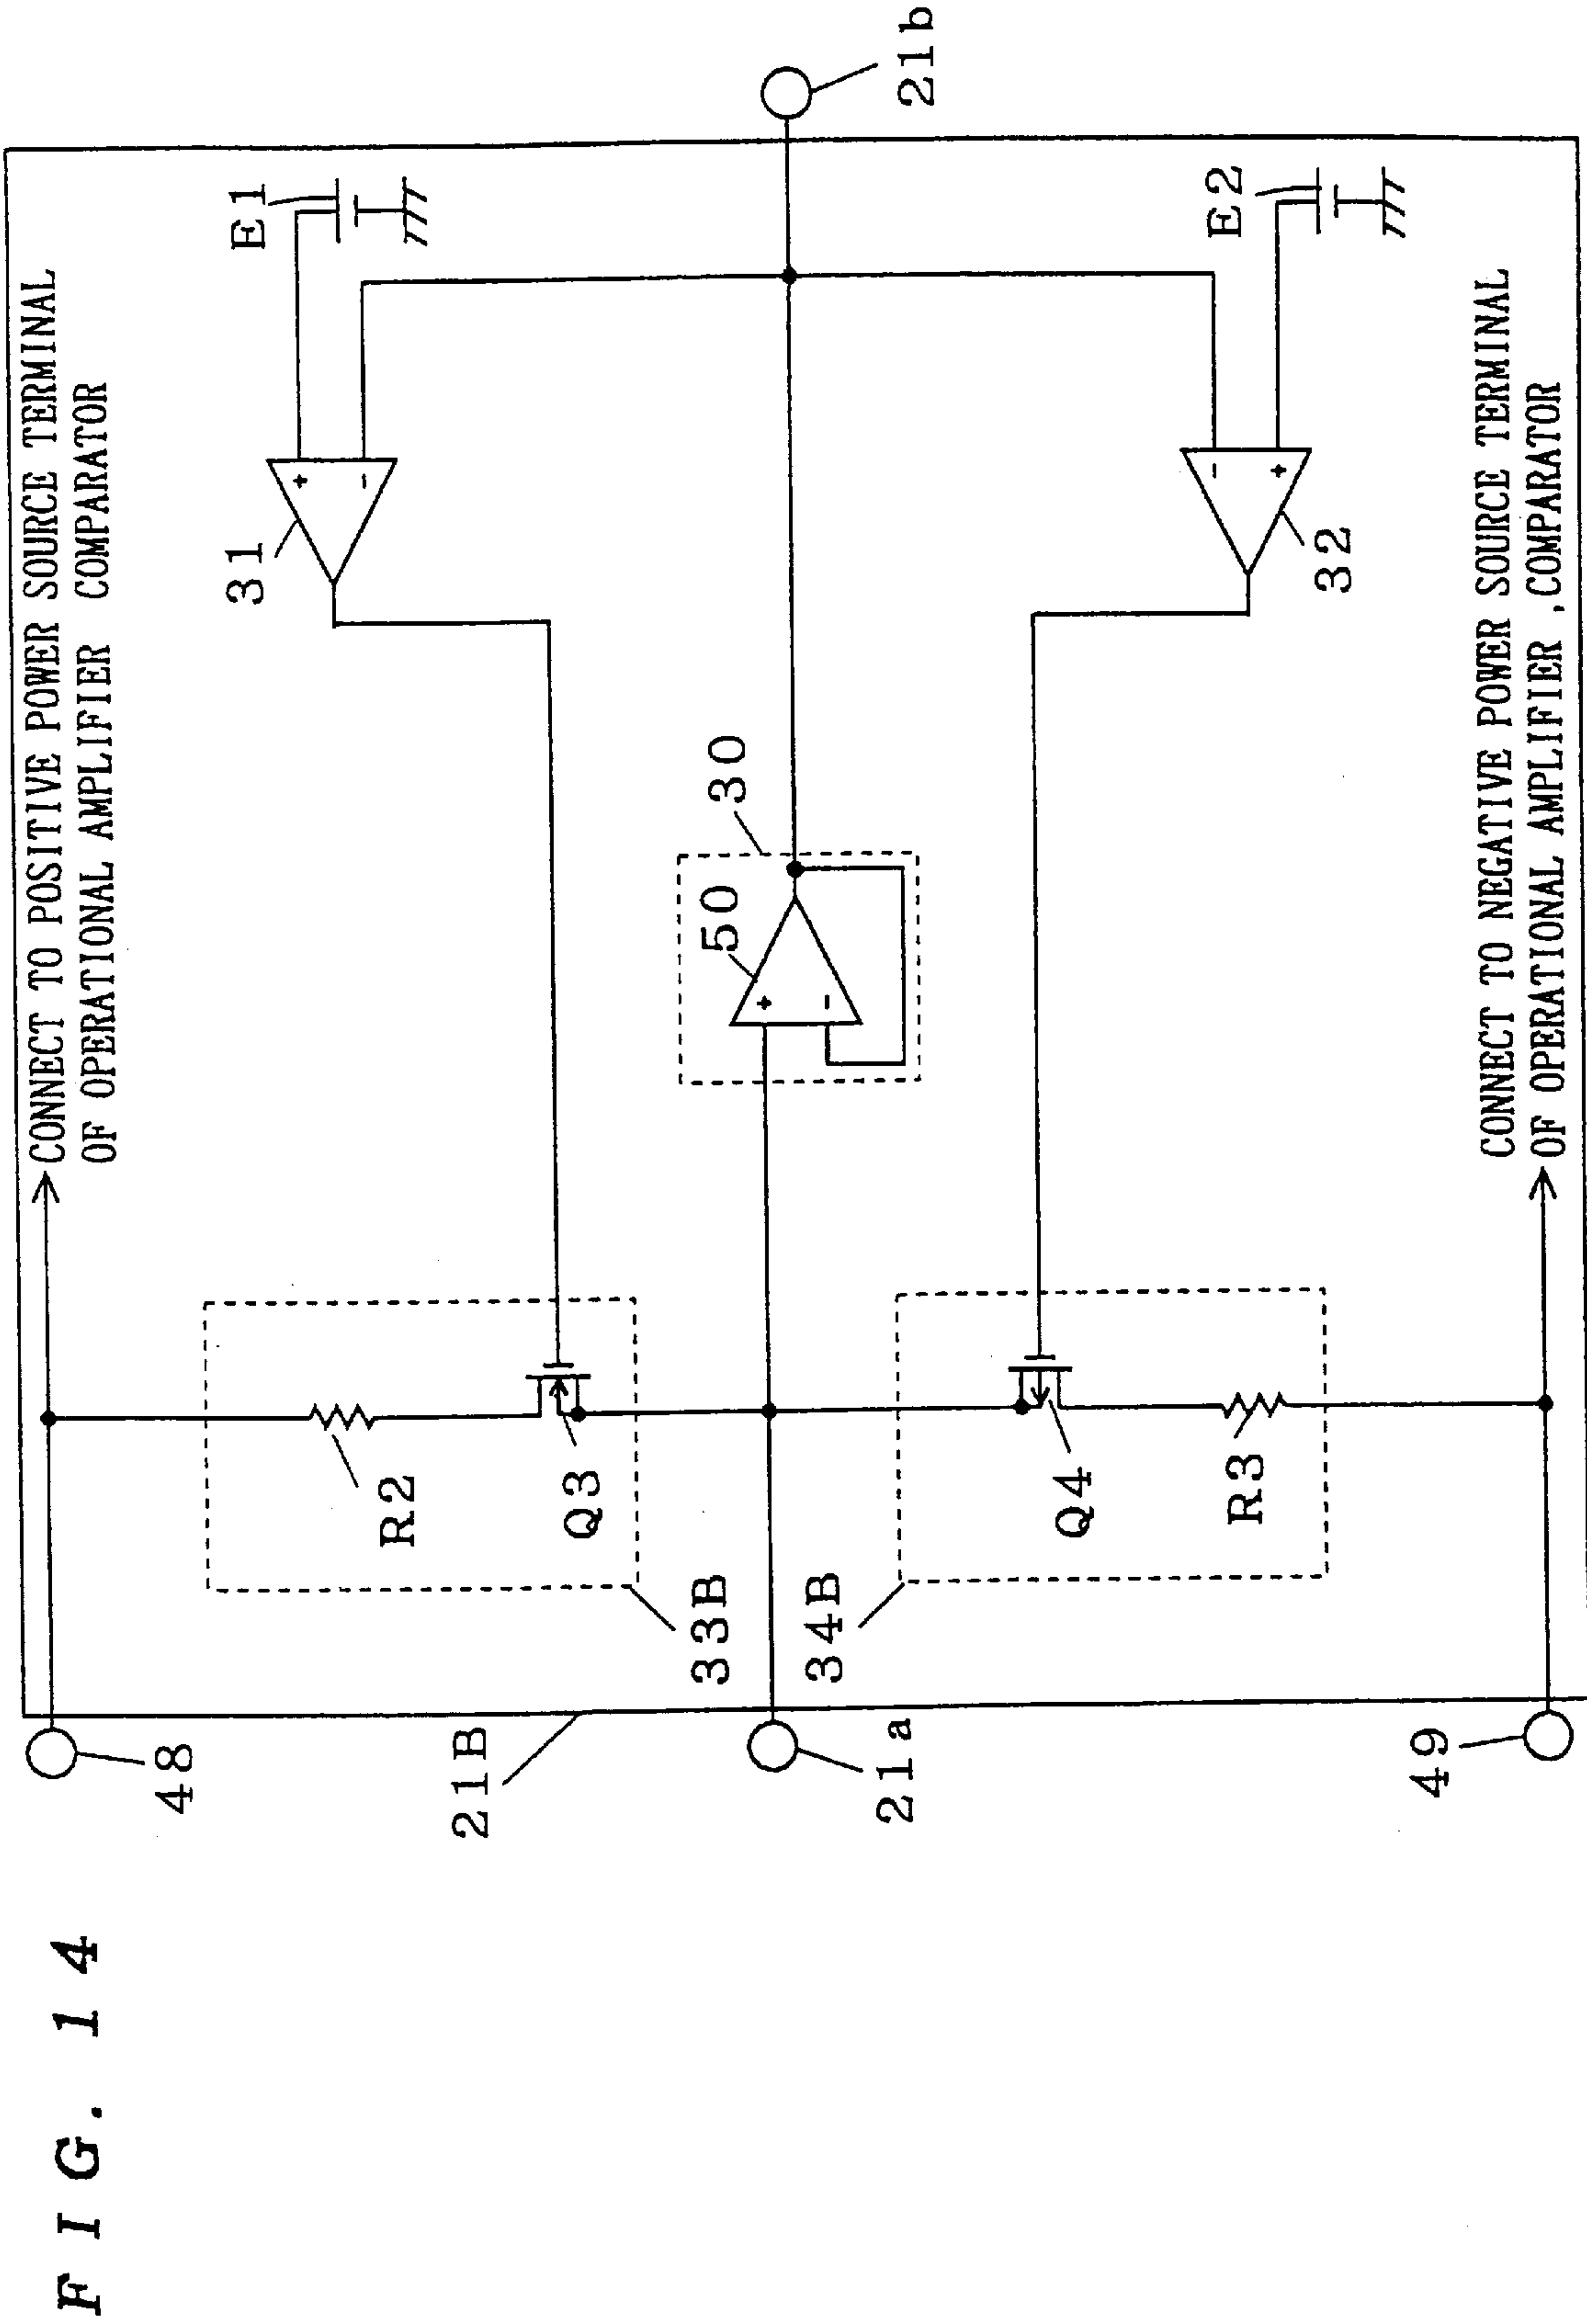 FIG. 14
48
CONNECT TO POSITIVE POWER SOURCE TERMINAL
OF OPERATIONAL AMPLIFIER COMPARATOR
E1
+
-
31
R2
Q3
33B
21B
21a
50
+
-
30
21b
34B
Q4
R3
-
+
32
E2
49
CONNECT TO NEGATIVE POWER SOURCE TERMINAL
OF OPERATIONAL AMPLIFIER ,COMPARATOR